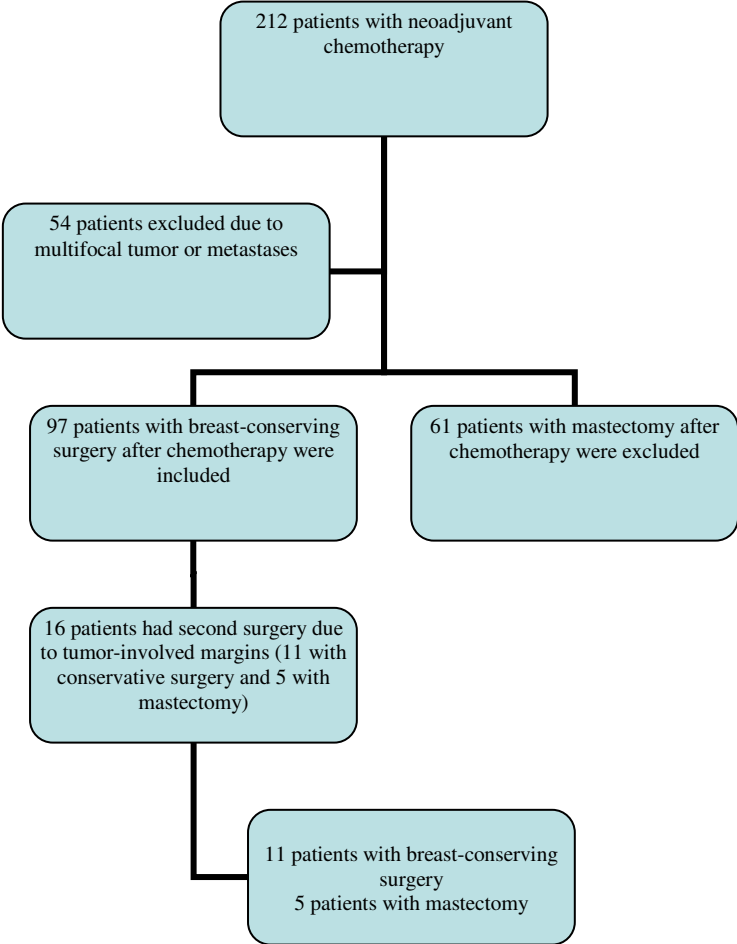 212 patients with neoadjuvant
chemotherapy
54 patients excluded due to
multifocal tumor or metastases
97 patients with breast-conserving
surgery after chemotherapy were
included
61 patients with mastectomy after
chemotherapy were excluded
16 patients had second surgery due
to tumor-involved margins (11 with
conservative surgery and 5 with
mastectomy)
11 patients with breast-conserving
surgery
5 patients with mastectomy